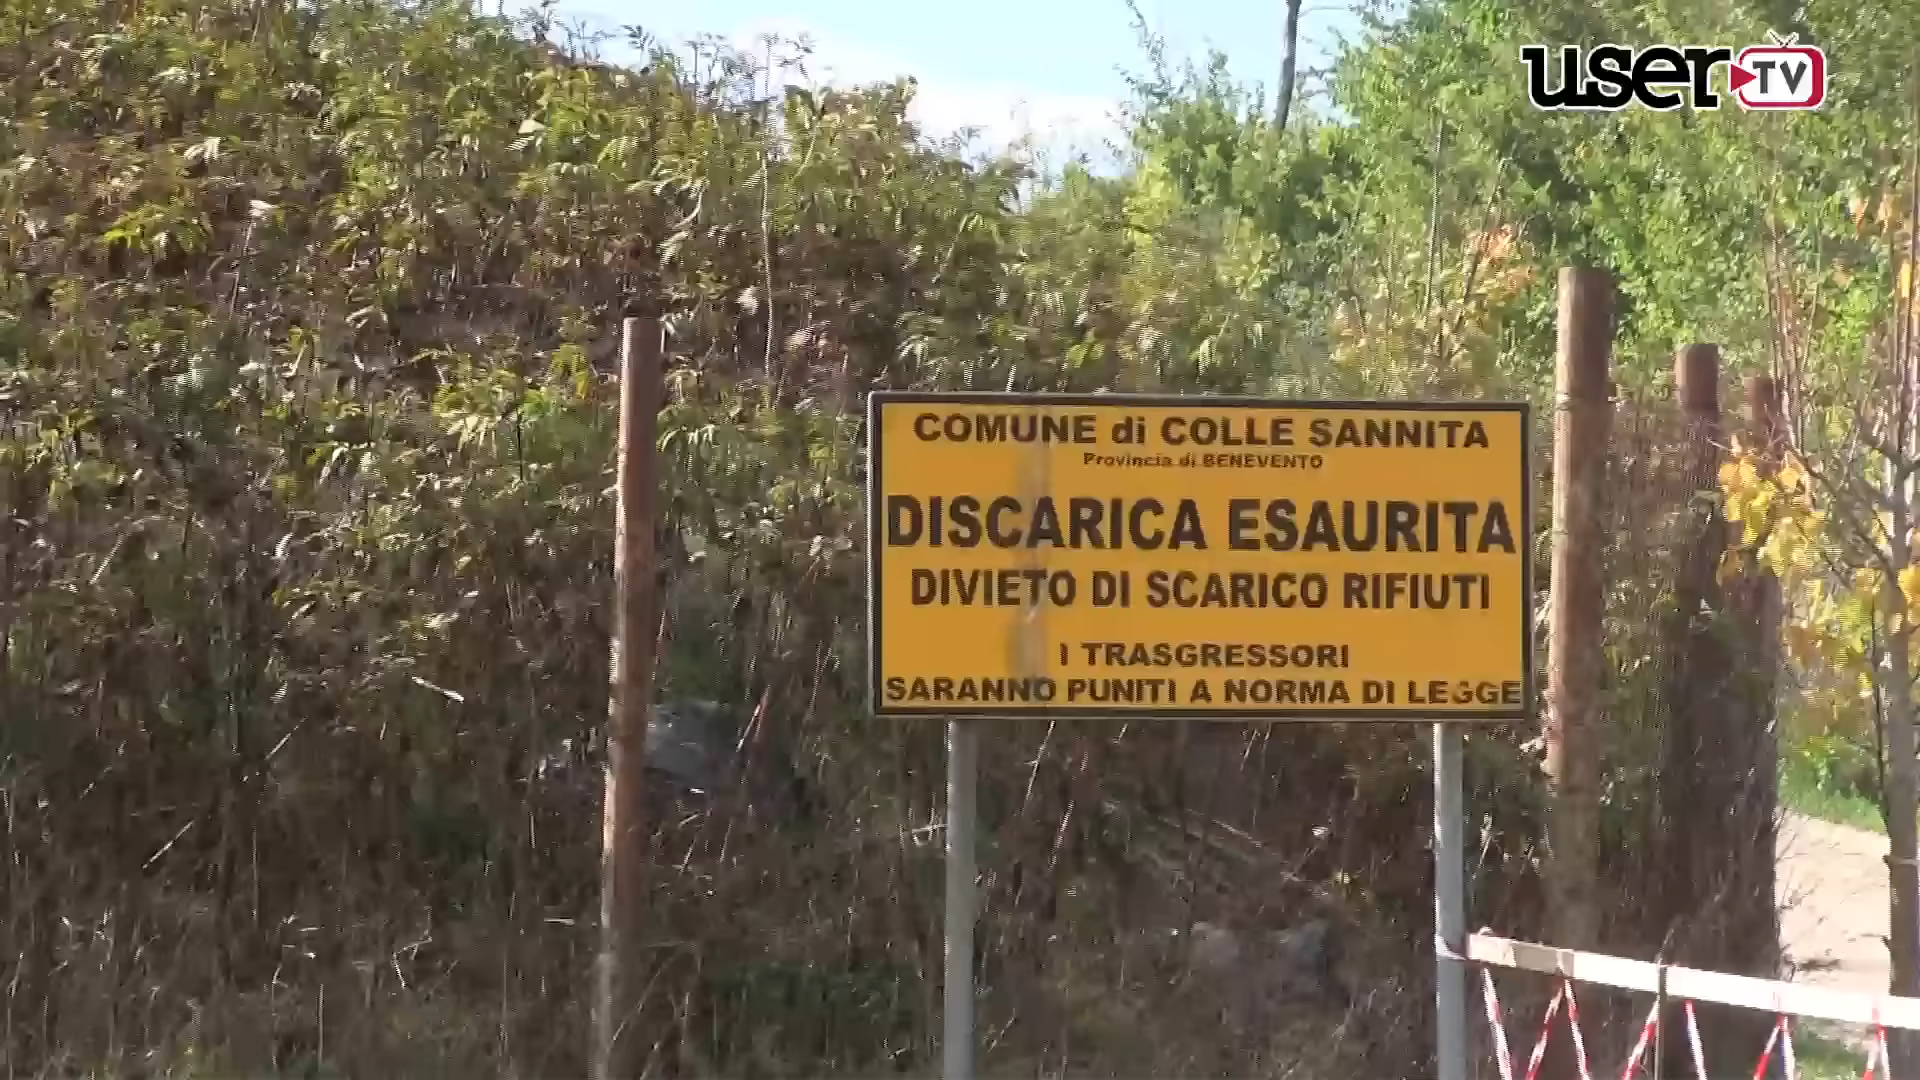 user TV
COMUNE di COLLE SANNITA
Provincia di BENEVENTO
DISCARICA ESAURITA
DIVIETO DI SCARICO RIFIUTI
I TRASGRESSORI
SARANNO PUNITI A NORMA DI LEGGE